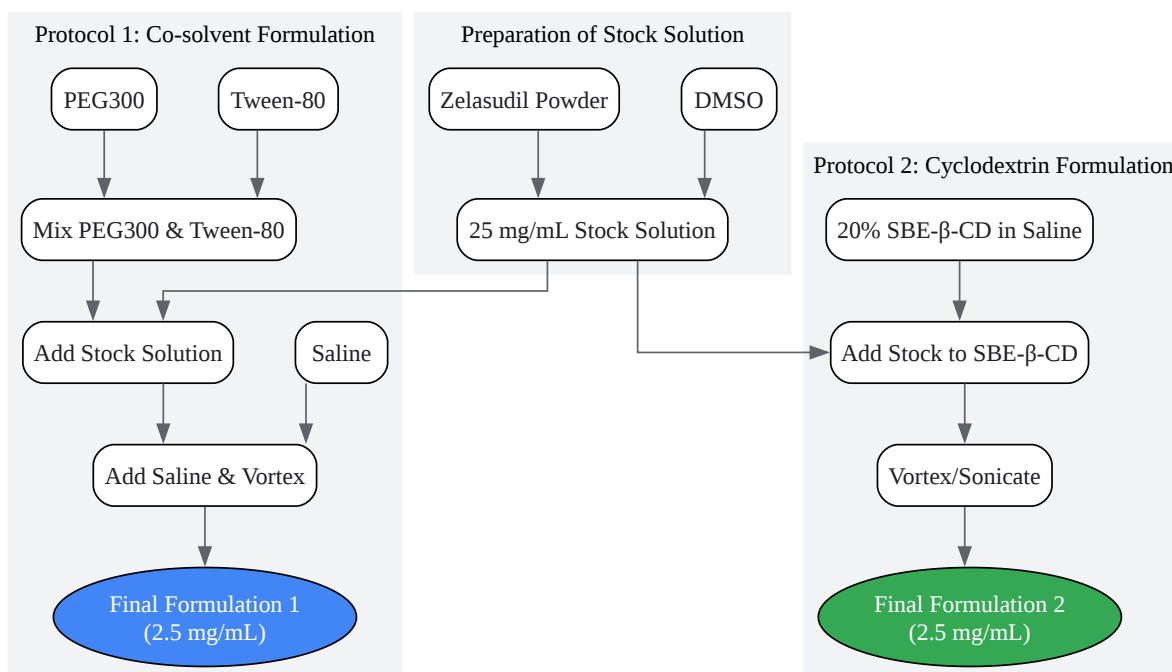 Protocol 1: Co-solvent Formulation
PEG300
Tween-80
Mix PEG300 & Tween-80
Add Stock Solution
Saline
Add Saline & Vortex
Final Formulation 1
(2.5 mg/mL)
Preparation of Stock Solution
Zelasudil Powder
DMSO
25 mg/mL Stock Solution
Protocol 2: Cyclodextrin Formulation
20% SBE-β-CD in Saline
Add Stock to SBE-β-CD
Vortex/Sonicate
Final Formulation 2
(2.5 mg/mL)